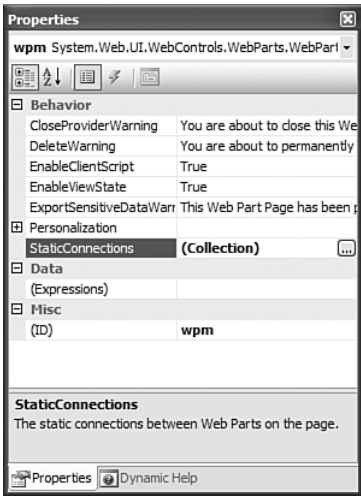 Properties
wpm System.Web.UI.WebControls.WebParts.WebPart
Behavior
CloseProviderWarning You are about to close this We
DeleteWarning You are about to permanently
EnableClientScript True
EnableViewState True
ExportSensitiveDataWarr This Web Part Page has been p
Personalization
StaticConnections (Collection) ...
Data
(Expressions)
Misc
(ID) wpm
StaticConnections
The static connections between Web Parts on the page.
Properties Dynamic Help